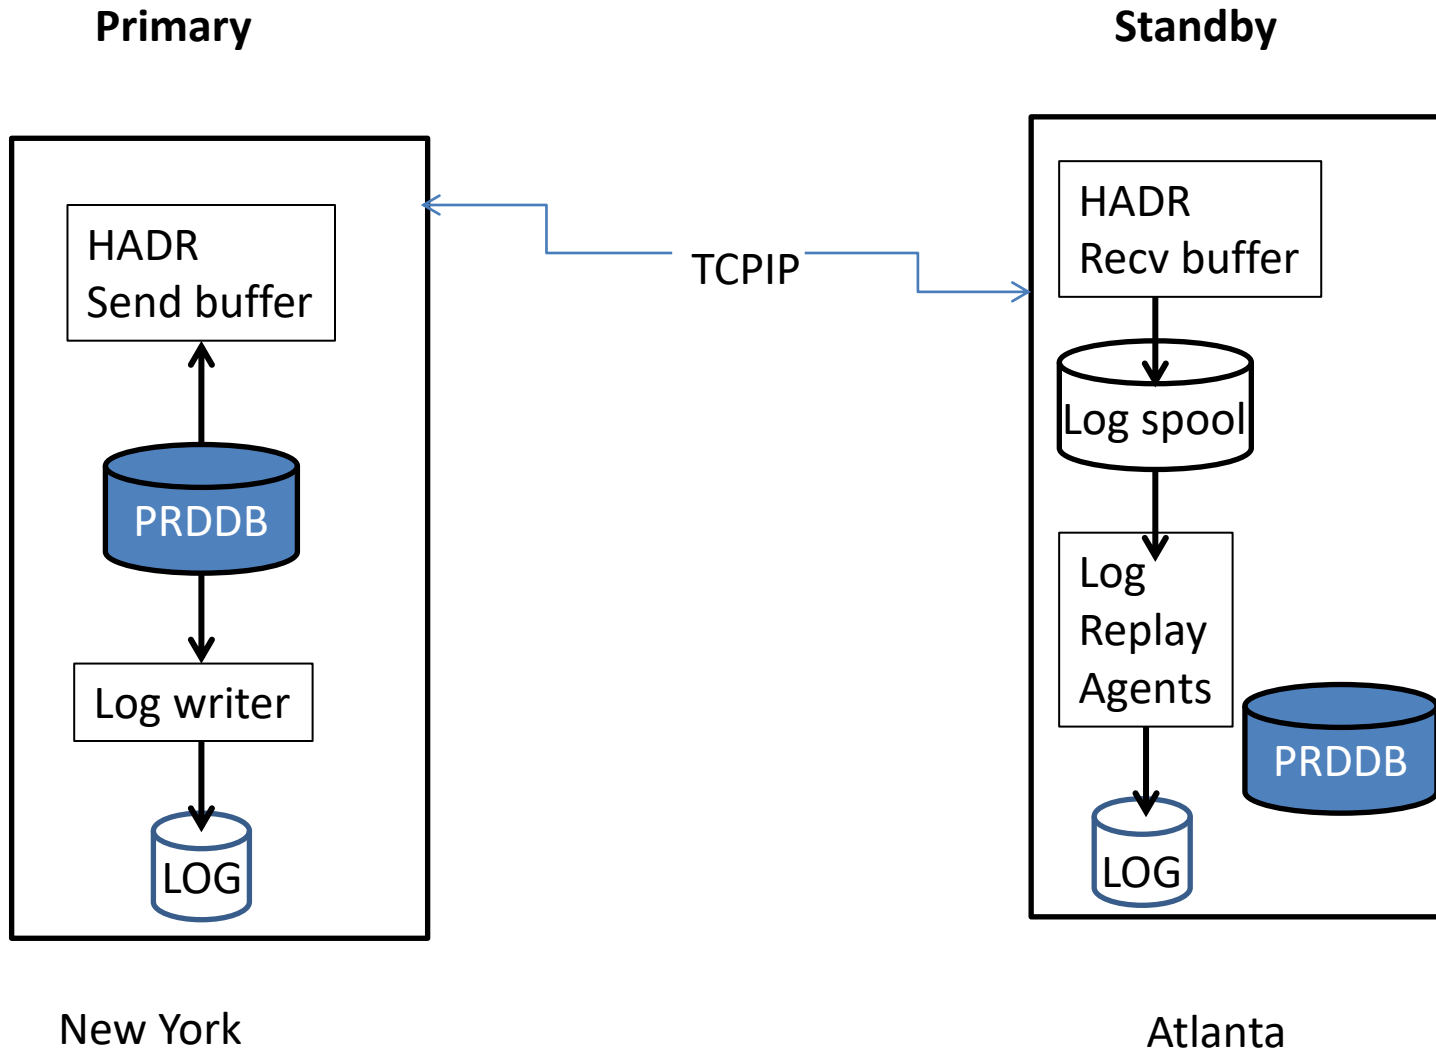 Primary
Standby
HADR
Send buffer
PRDDB
Log writer
LOG
TCPIP
HADR
Recv buffer
Log spool
Log
Replay
Agents
PRDDB
LOG
New York
Atlanta